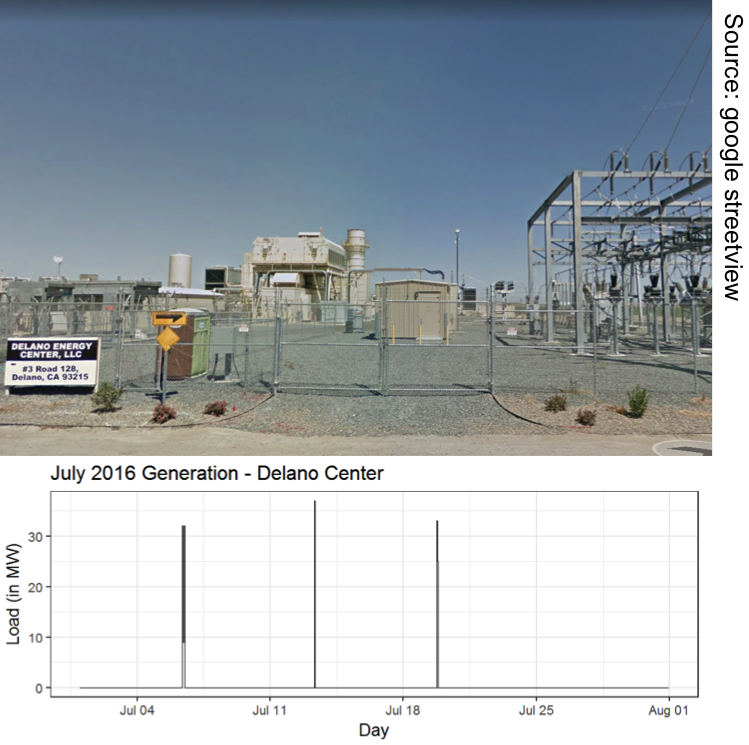 Source: google streetview
DELANO ENERGY
CENTER, LLC
#3 Road 128,
Delano, CA 93215
July 2016 Generation - Delano Center
Load (in MW)
30
20
10
0
Jul 04
Jul 11
Jul 18
Jul 25
Aug 01
Day